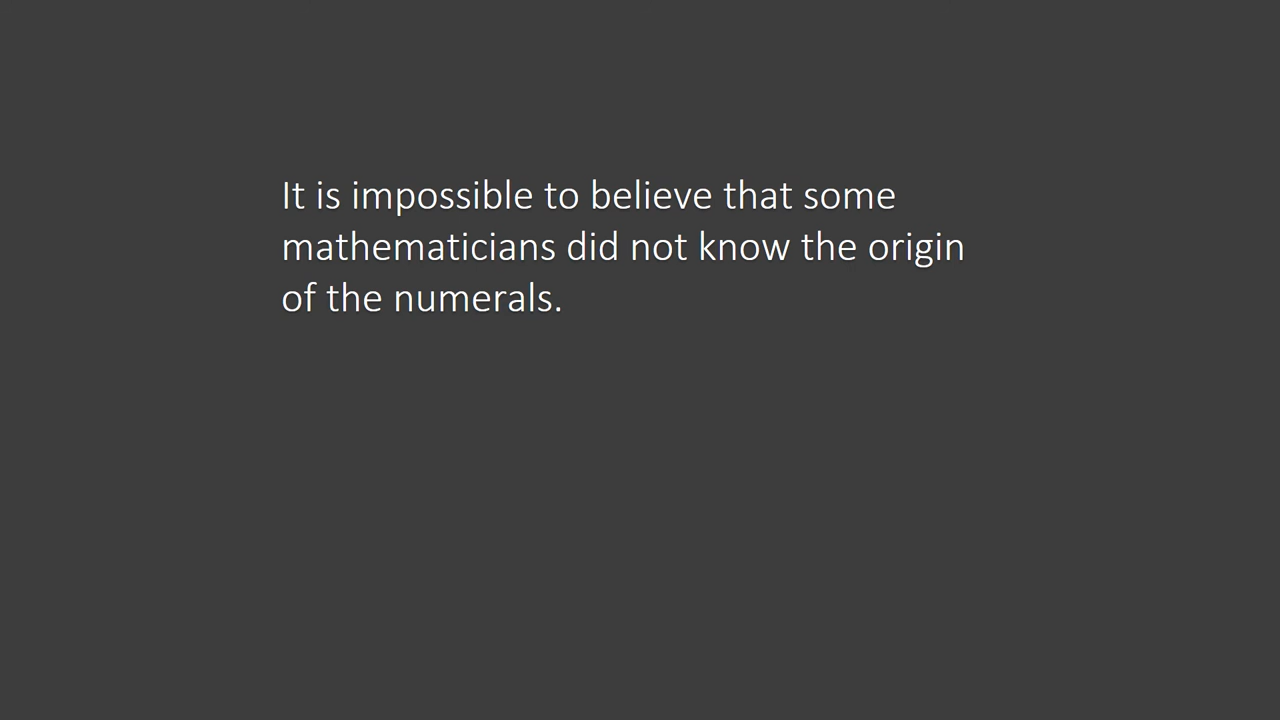 It is impossible to believe that some
mathematicians did not know the origin
of the numerals.